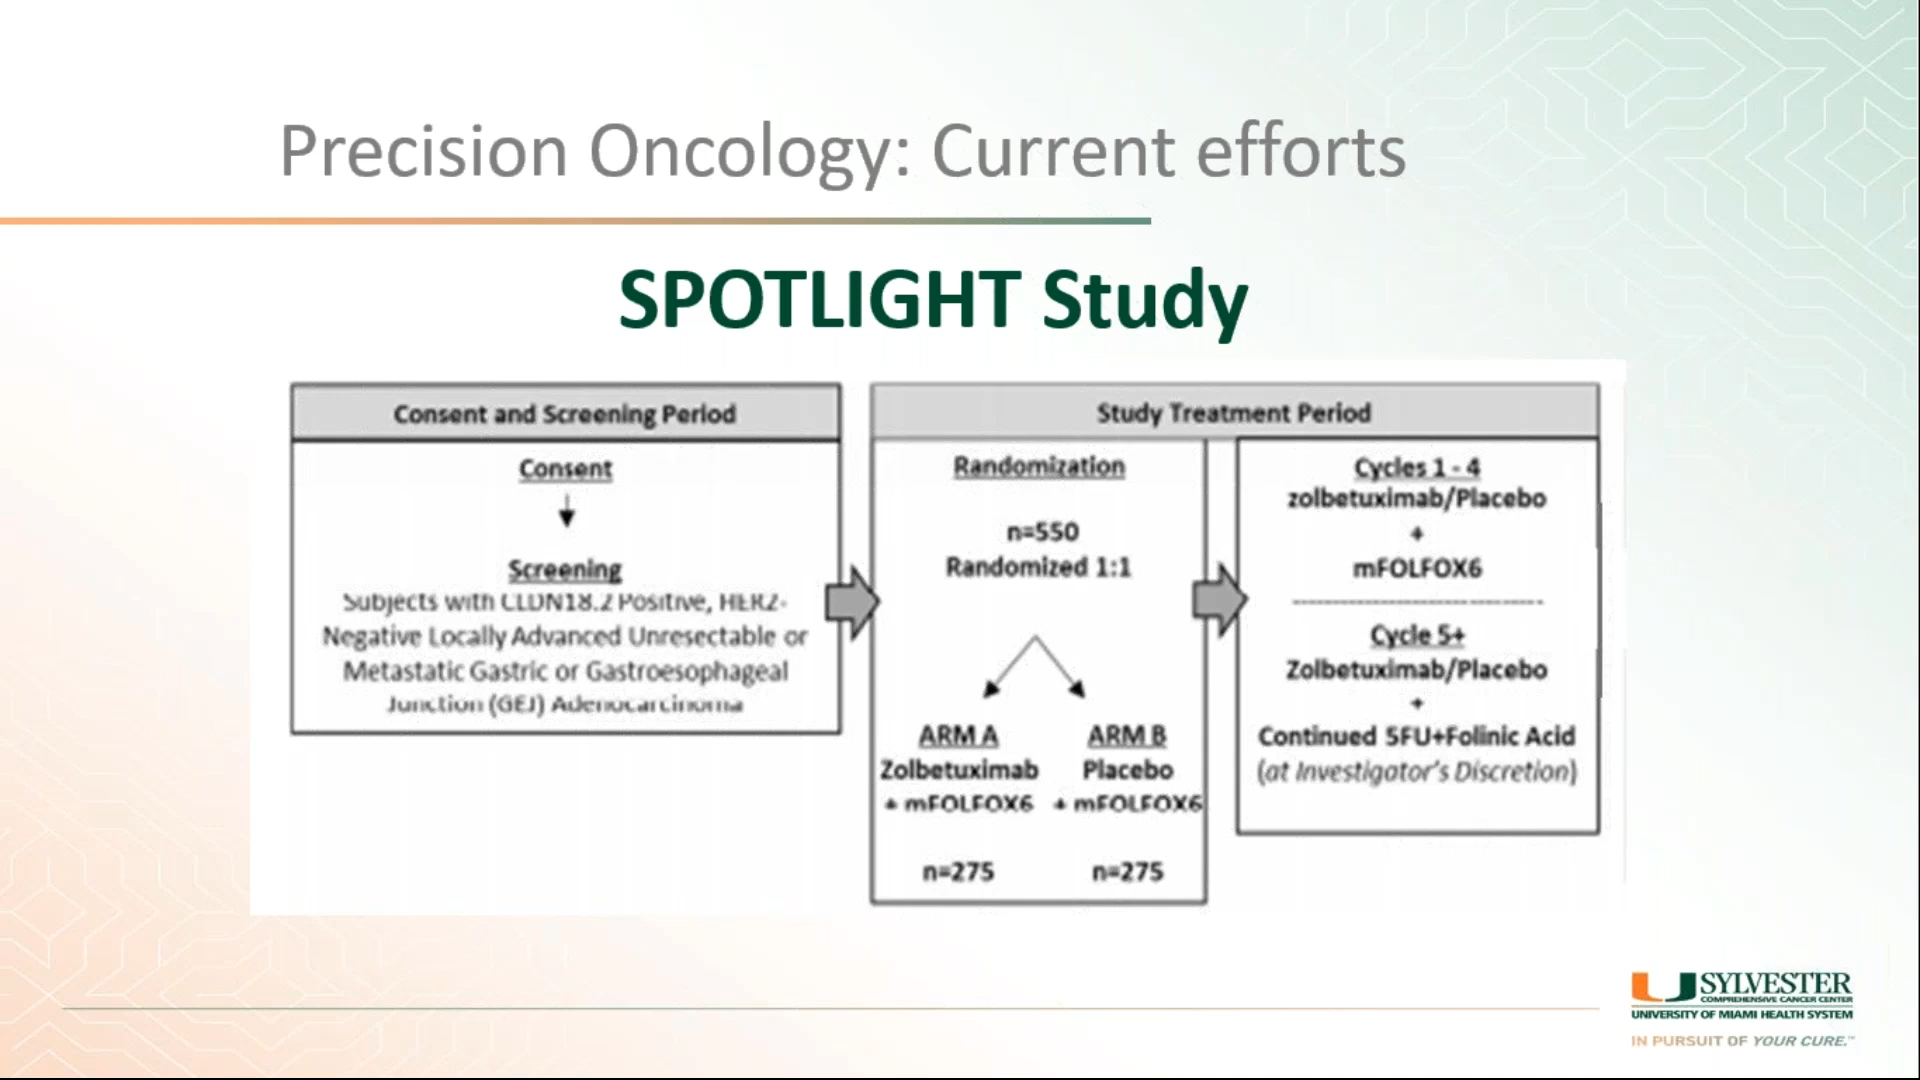 Precision Oncology: Current efforts
SPOTLIGHT Study
Consent and Screening Period
Consent
Screening
Subjects with CLDN18.2 Positive, HER2-
Negative Locally Advanced Unresectable or
Metastatic Gastric or Gastroesophageal
Junction (GEJ) Adenocarcinoma
Study Treatment Period
Randomization
n=550
Randomized 1:1
ARM A
Zolbetuximab
+ mFOLFOX6
n=275
ARM B
Placebo
+ mFOLFOX6
n=275
Cycles 1 - 4
zolbetuximab/Placebo
+
mFOLFOX6
Cycle 5+
Zolbetuximab/Placebo
+
Continued 5FU+Folinic Acid
(at Investigator's Discretion)
SYLVESTER
COMPREHENSIVE CANCER CENTER
UNIVERSITY OF MIAMI HEALTH SYSTEM
IN PURSUIT OF YOUR CURE.™